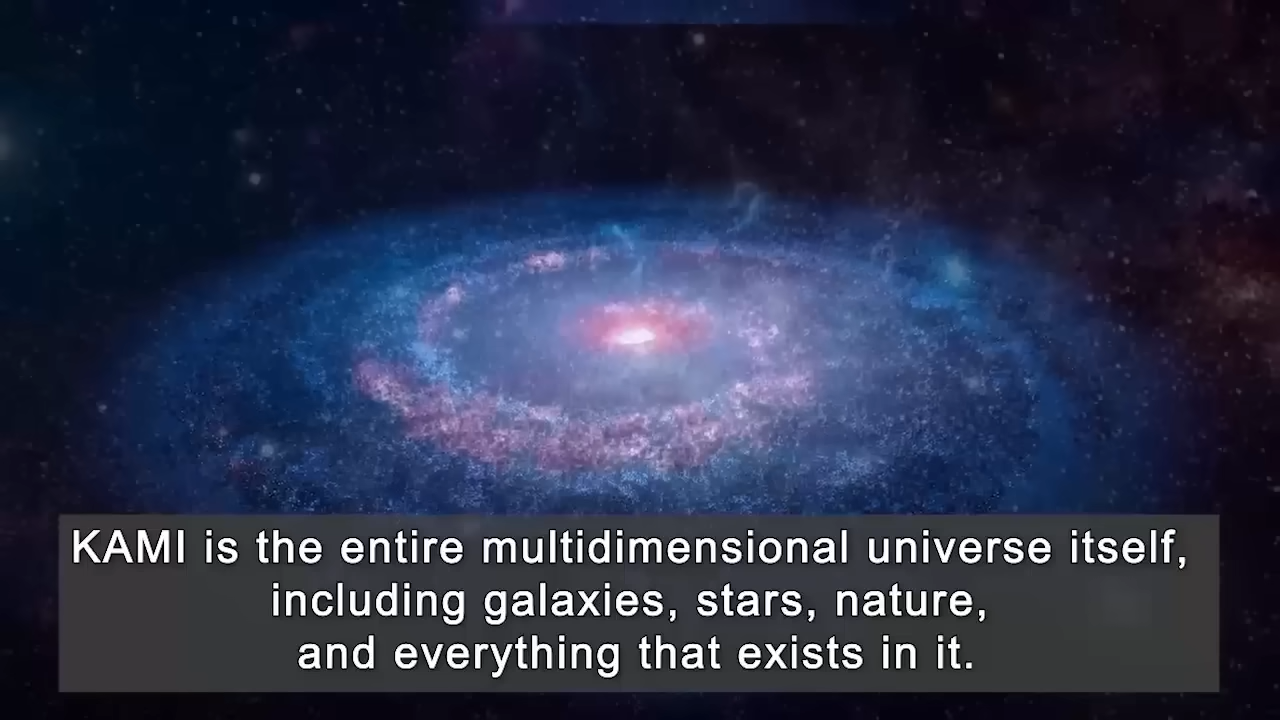 KAMI is the entire multidimensional universe itself,
including galaxies, stars, nature,
and everything that exists in it.